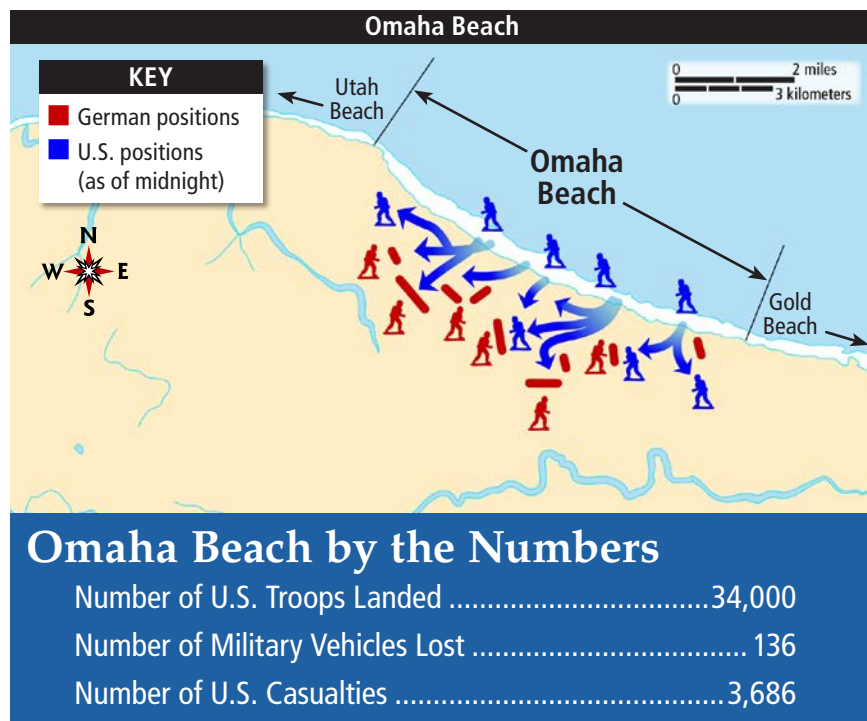 Omaha Beach
KEY
German positions
U.S. positions
(as of midnight)
Utah
Beach
0 2 miles
0 3 kilometers
Omaha
Beach
N
W E
S
Gold
Beach
Omaha Beach by the Numbers
Number of U.S. Troops Landed ..................................34,000
Number of Military Vehicles Lost .................................... 136
Number of U.S. Casualties ...........................................3,686